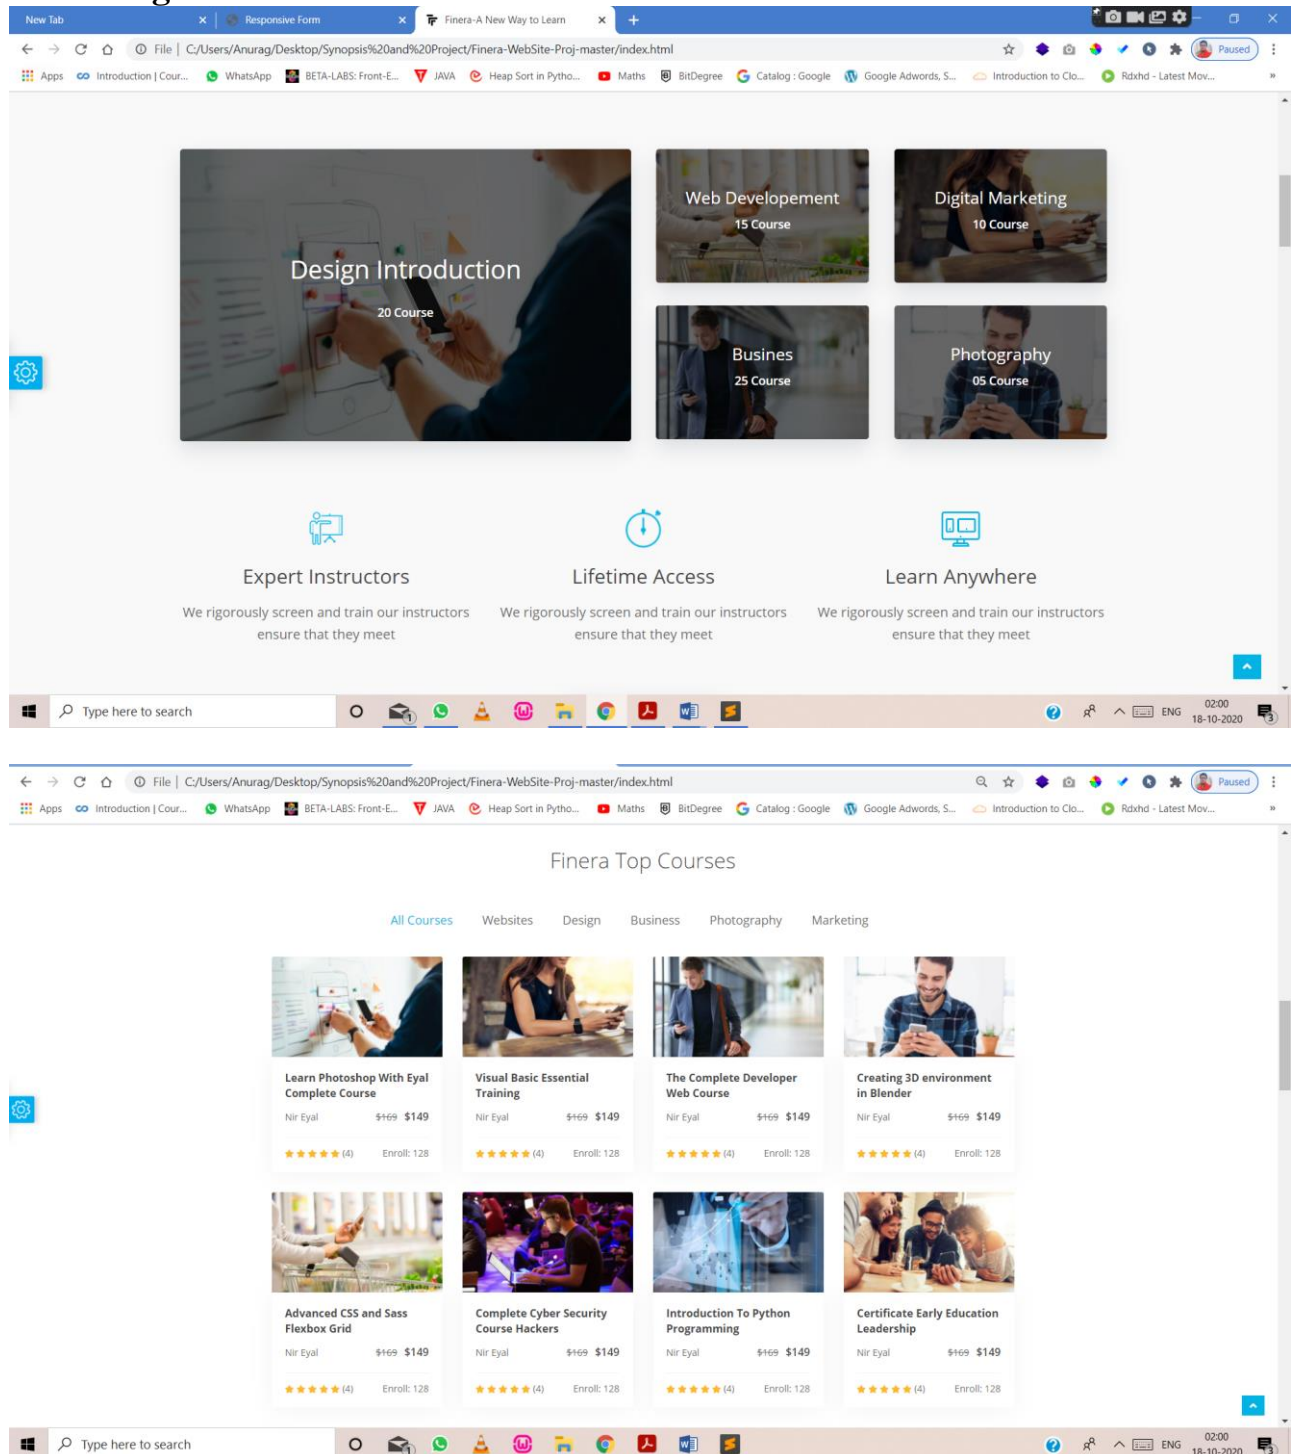 g
New Tab
Responsive Form
Finera-A New Way to Learn
File | C:/Users/Anurag/Desktop/Synopsis%20and%20Project/Finera-WebSite-Proj-master/index.html
Paused
Apps
Introduction | Cour...
WhatsApp
BETA-LABS: Front-E...
JAVA
Heap Sort in Pytho...
Maths
BitDegree
Catalog : Google
Google Adwords, S...
Introduction to Clo...
Rdxhd - Latest Mov...
Design Introduction
20 Course
Web Developement
15 Course
Digital Marketing
10 Course
Busines
25 Course
Photography
05 Course
Expert Instructors
We rigorously screen and train our instructors
ensure that they meet
Lifetime Access
We rigorously screen and train our instructors
ensure that they meet
Learn Anywhere
We rigorously screen and train our instructors
ensure that they meet
Type here to search
1
ENG
02:00
18-10-2020
3
File | C:/Users/Anurag/Desktop/Synopsis%20and%20Project/Finera-WebSite-Proj-master/index.html
Paused
Apps
Introduction | Cour...
WhatsApp
BETA-LABS: Front-E...
JAVA
Heap Sort in Pytho...
Maths
BitDegree
Catalog : Google
Google Adwords, S...
Introduction to Clo...
Rdxhd - Latest Mov...
Finera Top Courses
All Courses
Websites
Design
Business
Photography
Marketing
Learn Photoshop With Eyal
Complete Course
Nir Eyal $169 $149
(4) Enroll: 128
Visual Basic Essential
Training
Nir Eyal $169 $149
(4) Enroll: 128
The Complete Developer
Web Course
Nir Eyal $169 $149
(4) Enroll: 128
Creating 3D environment
in Blender
Nir Eyal $169 $149
(4) Enroll: 128
Advanced CSS and Sass
Flexbox Grid
Nir Eyal $169 $149
(4) Enroll: 128
Complete Cyber Security
Course Hackers
Nir Eyal $169 $149
(4) Enroll: 128
Introduction To Python
Programming
Nir Eyal $169 $149
(4) Enroll: 128
Certificate Early Education
Leadership
Nir Eyal $169 $149
(4) Enroll: 128
Type here to search
1
ENG
02:00
18-10-2020
3